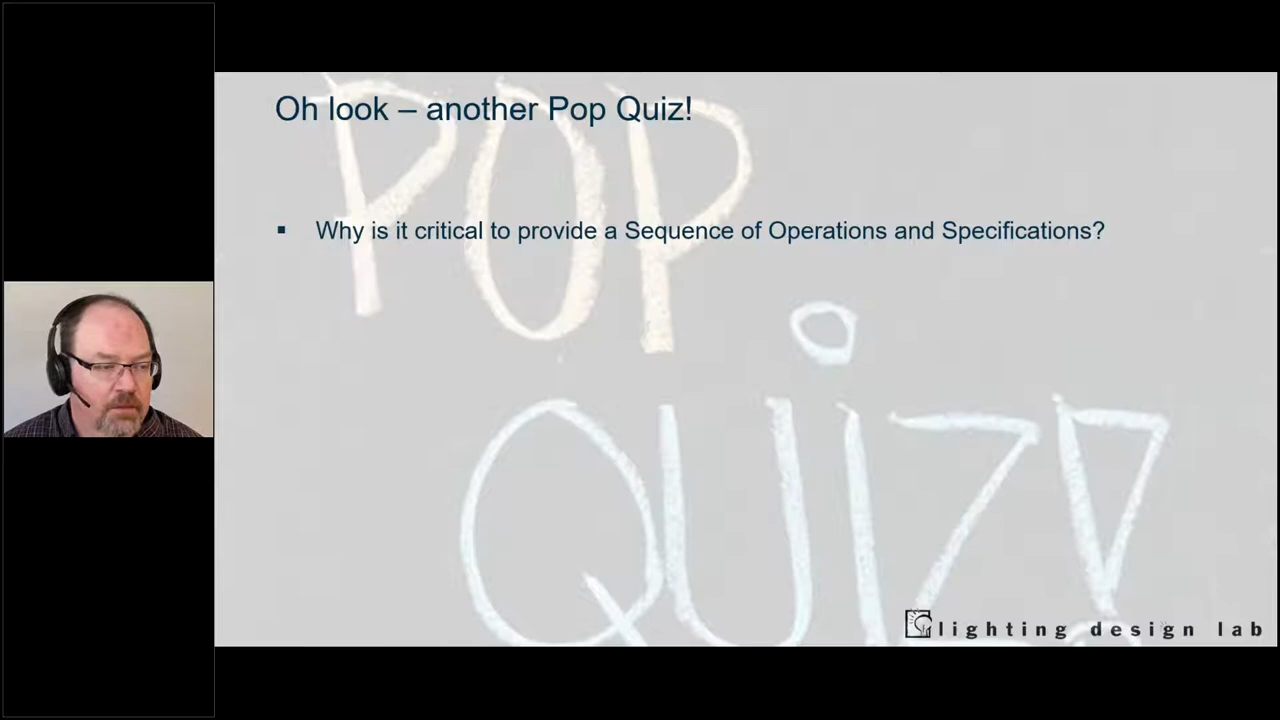 Oh look – another Pop Quiz!
▪ Why is it critical to provide a Sequence of Operations and Specifications?
POP
QUIZ?
lighting design lab